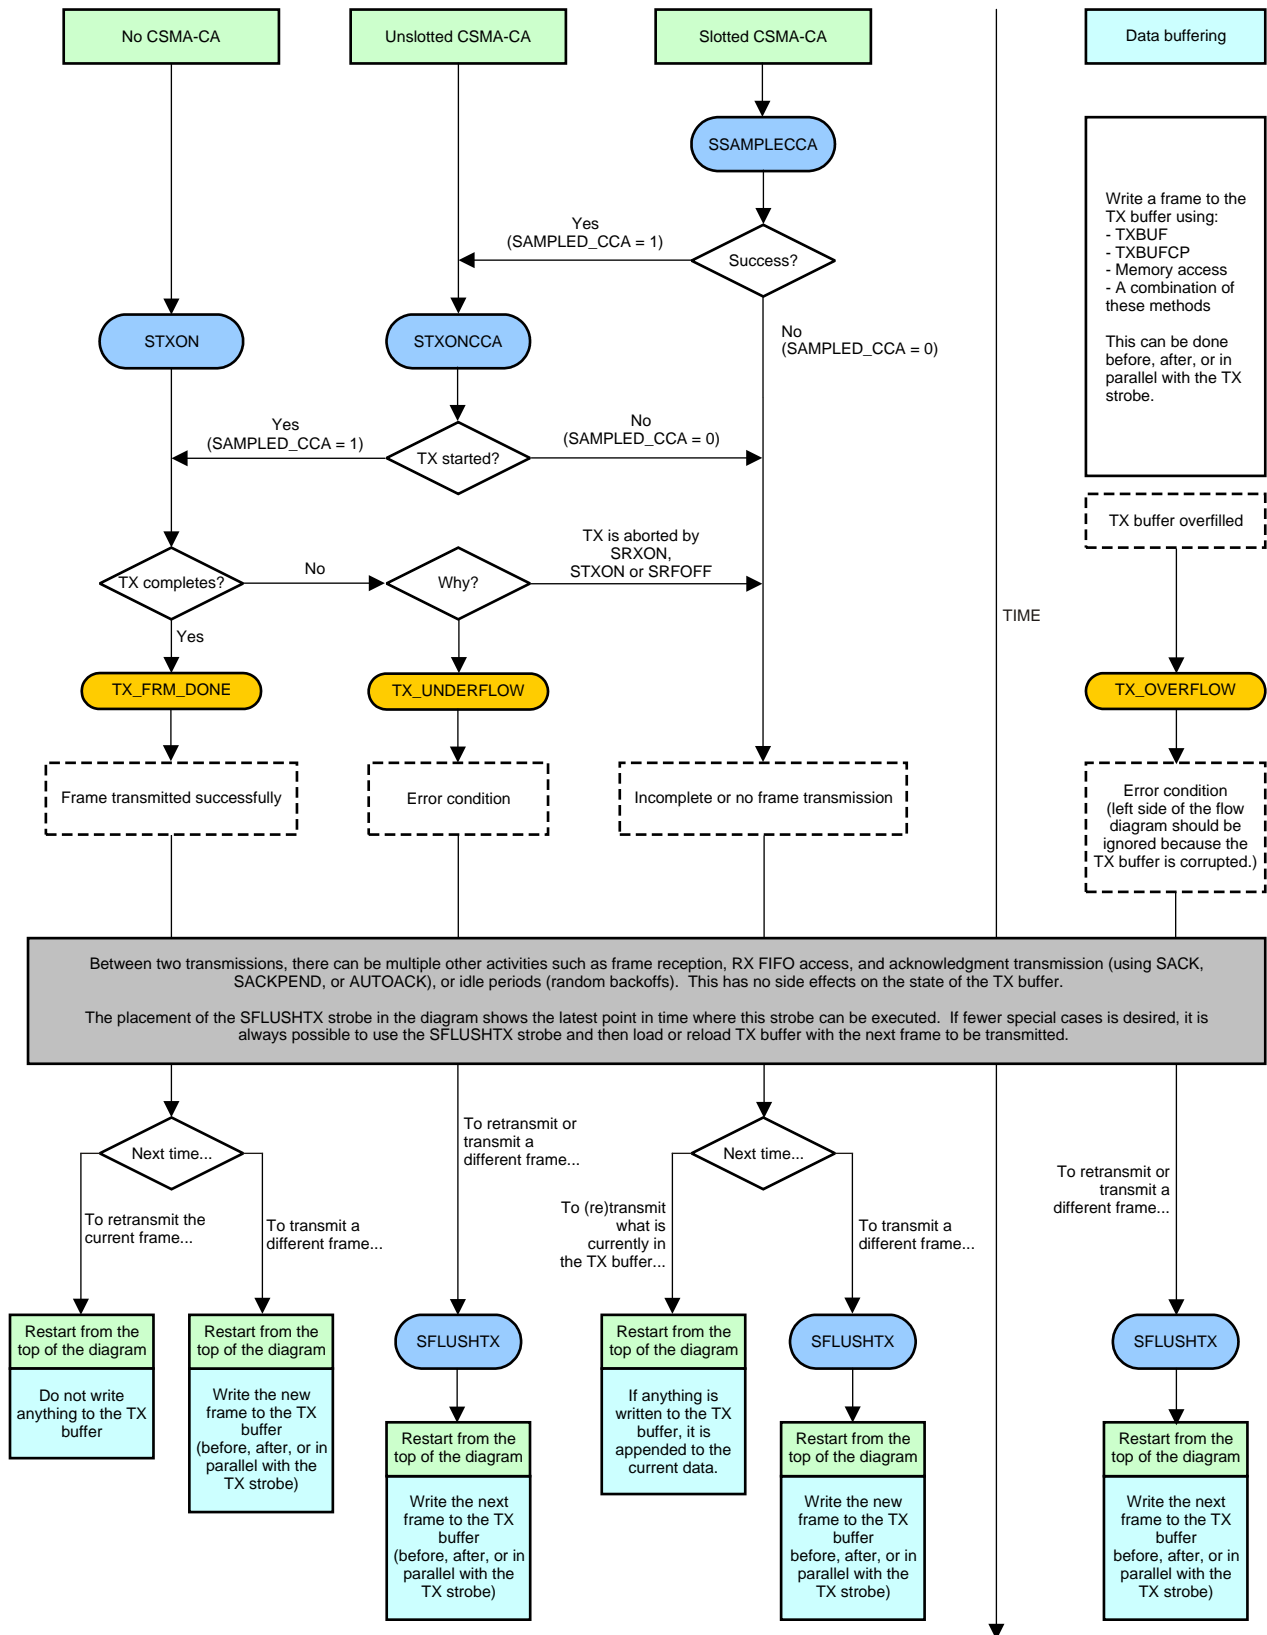 No CSMA-CA
Unslotted CSMA-CA
Slotted CSMA-CA
Data buffering
SSAMPLECCA
Write a frame to the
TX buffer using:
- TXBUF
- TXBUFCP
- Memory access
- A combination of
these methods
This can be done
before, after, or in
parallel with the TX
strobe.
Yes
(SAMPLED_CCA = 1)
Success?
STXON
STXONCCA
No
(SAMPLED_CCA = 0)
Yes
(SAMPLED_CCA = 1)
TX started?
No
(SAMPLED_CCA = 0)
TX buffer overfilled
TX completes?
No
Why?
TX is aborted by
SRXON,
STXON or SRFOFF
TIME
Yes
TX_FRM_DONE
TX_UNDERFLOW
TX_OVERFLOW
Frame transmitted successfully
Error condition
Incomplete or no frame transmission
Error condition
(left side of the flow
diagram should be
ignored because the
TX buffer is corrupted.)
Between two transmissions, there can be multiple other activities such as frame reception, RX FIFO access, and acknowledgment transmission (using SACK,
SACKPEND, or AUTOACK), or idle periods (random backoffs). This has no side effects on the state of the TX buffer.
The placement of the SFLUSHTX strobe in the diagram shows the latest point in time where this strobe can be executed. If fewer special cases is desired, it is
always possible to use the SFLUSHTX strobe and then load or reload TX buffer with the next frame to be transmitted.
Next time...
To retransmit or
transmit a
different frame...
Next time...
To retransmit or
transmit a
different frame...
To retransmit the
current frame...
To transmit a
different frame...
To (re)transmit
what is
currently in
the TX buffer...
To transmit a
different frame...
Restart from the
top of the diagram
Do not write
anything to the TX
buffer
Restart from the
top of the diagram
Write the new
frame to the TX
buffer
(before, after, or in
parallel with the
TX strobe)
SFLUSHTX
Restart from the
top of the diagram
Write the next
frame to the TX
buffer
(before, after, or in
parallel with the
TX strobe)
Restart from the
top of the diagram
If anything is
written to the TX
buffer, it is
appended to the
current data.
SFLUSHTX
Restart from the
top of the diagram
Write the new
frame to the TX
buffer
before, after, or in
parallel with the
TX strobe)
SFLUSHTX
Restart from the
top of the diagram
Write the next
frame to the TX
buffer
before, after, or in
parallel with the
TX strobe)